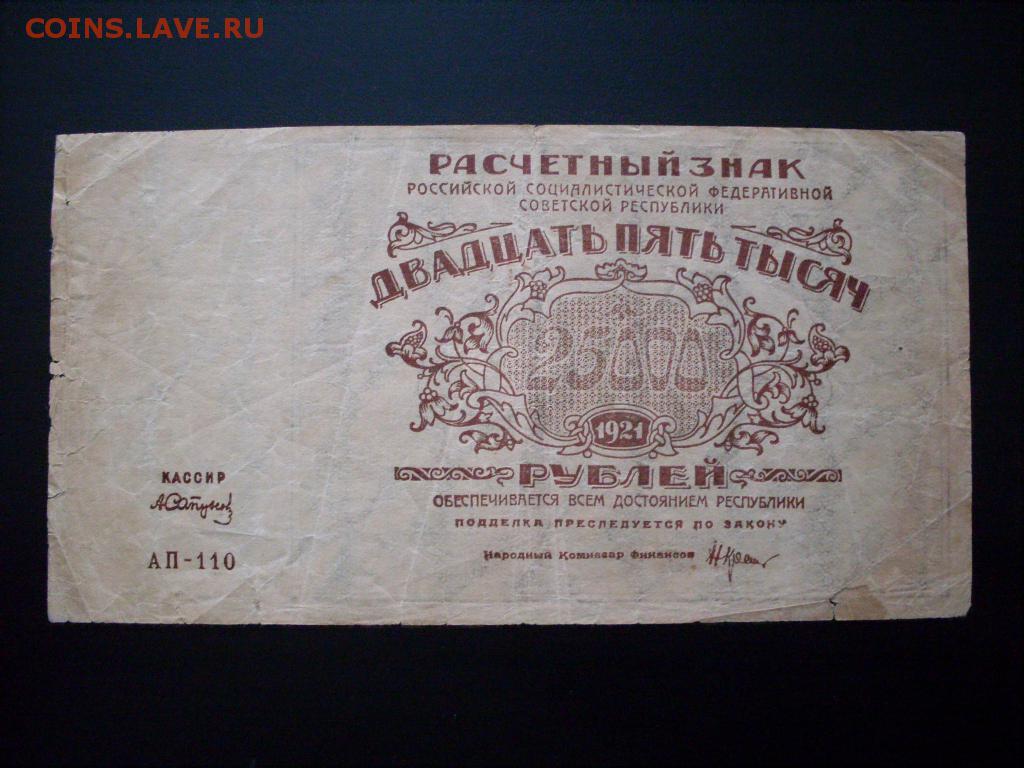 COINS.LAVE.RU
РАСЧЕТНЫЙ ЗНАК
РОССИЙСКОЙ СОЦИАЛИСТИЧЕСКОЙ ФЕДЕРАТИВНОЙ
СОВЕТСКОЙ РЕСПУБЛИКИ
ДВАДЦАТЬ ПЯТЬ ТЫСЯЧ
25000
1921
РУБЛЕЙ
ОБЕСПЕЧИВАЕТСЯ ВСЕМ ДОСТОЯНИЕМ РЕСПУБЛИКИ
ПОДДЕЛКА ПРЕСЛЕДУЕТСЯ ПО ЗАКОНУ
Народный Комиссар Финансов
КАССИР
АСапунов
АП-110